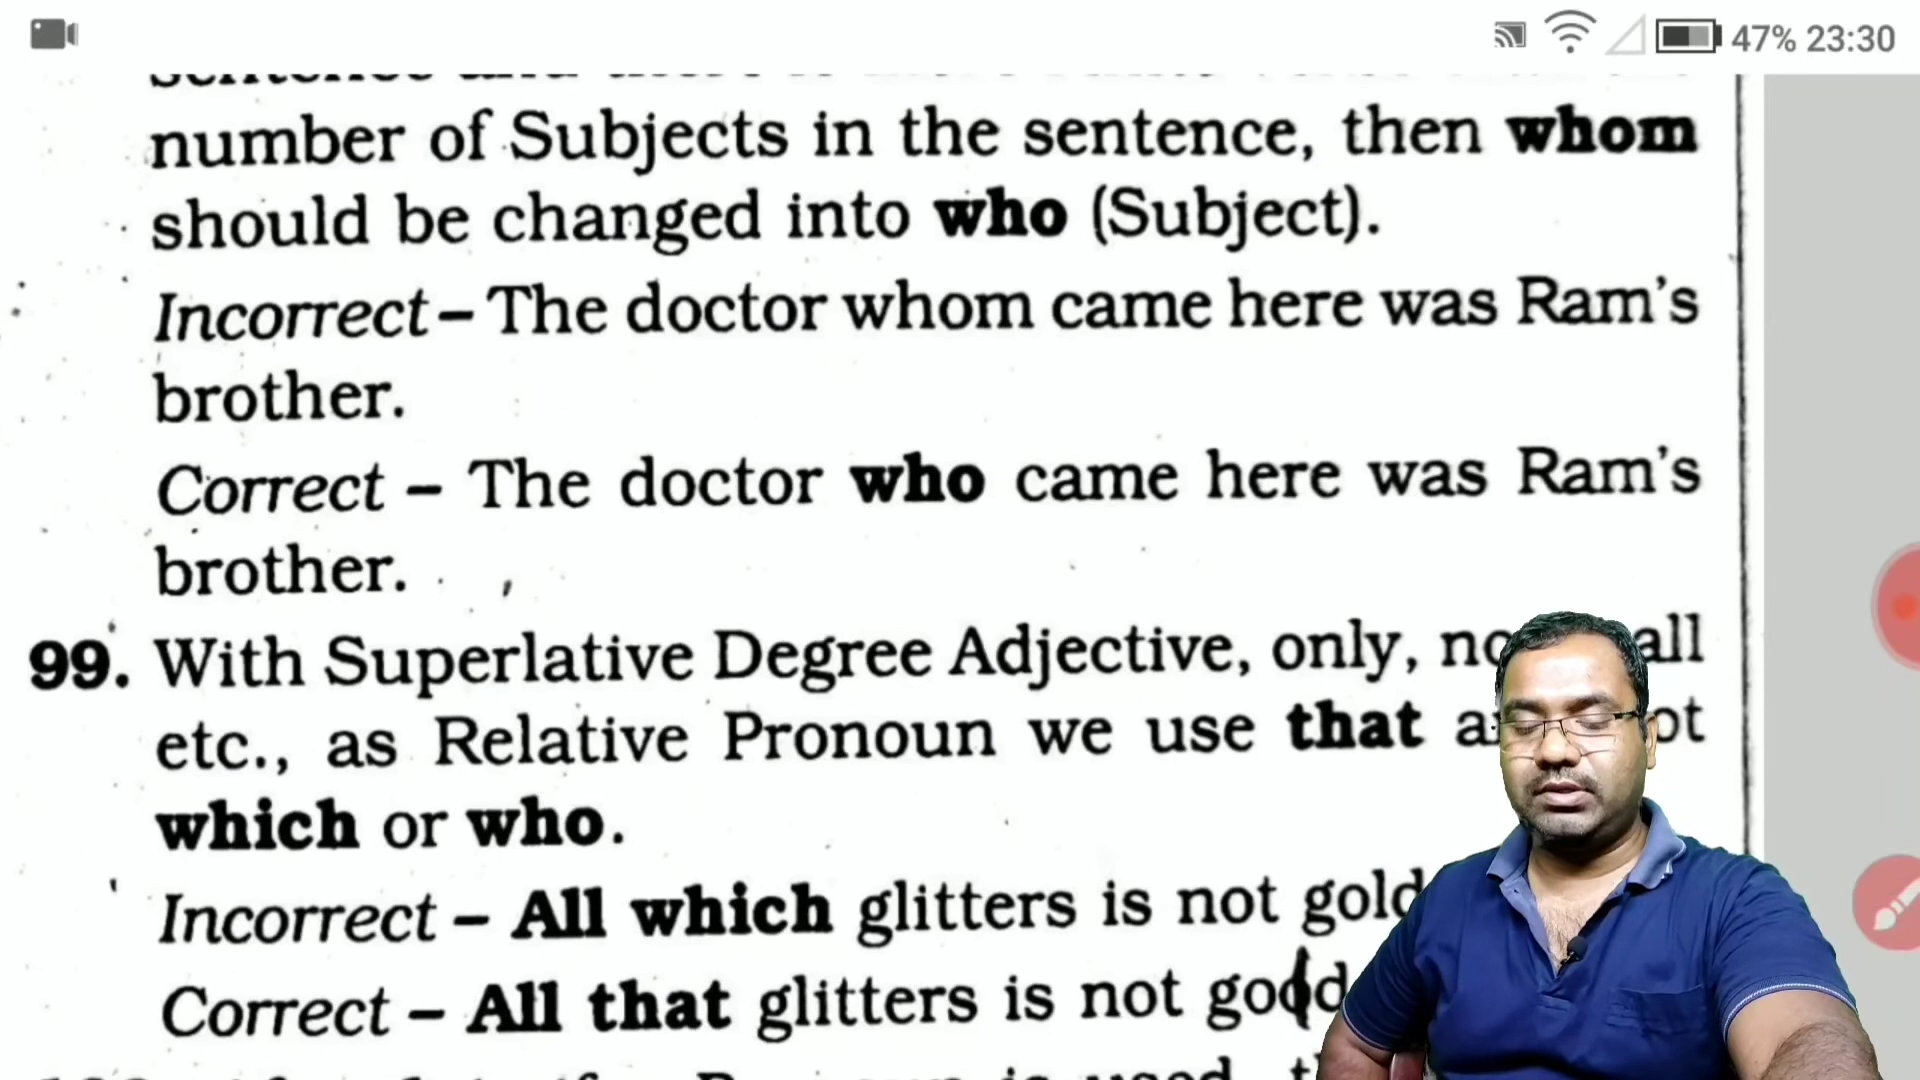 47% 23:30
number of Subjects in the sentence, then whom
should be changed into who (Subject).
Incorrect – The doctor whom came here was Ram's
brother.
Correct – The doctor who came here was Ram's
brother.
99. With Superlative Degree Adjective, only, all
etc., as Relative Pronoun we use that
which or who.
Incorrect – All which glitters is not gold
Correct – All that glitters is not